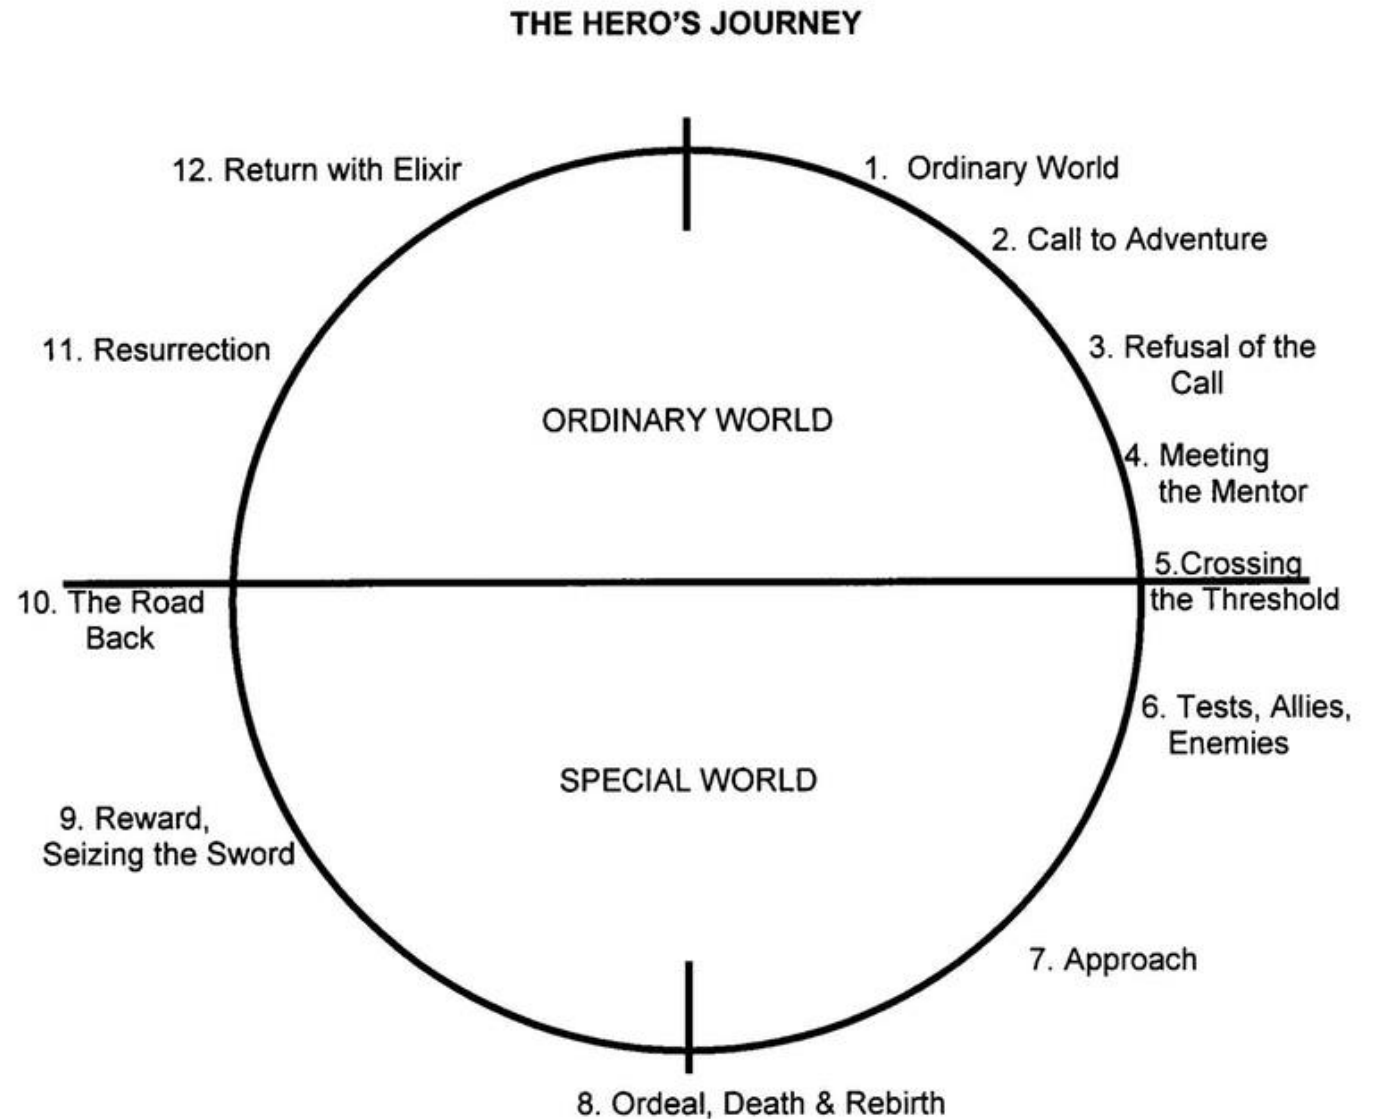 THE HERO'S JOURNEY
12. Return with Elixir
1. Ordinary World
2. Call to Adventure
11. Resurrection
3. Refusal of the
Call
ORDINARY WORLD
4. Meeting
the Mentor
5.Crossing
the Threshold
10. The Road
Back
6. Tests, Allies,
Enemies
SPECIAL WORLD
9. Reward,
Seizing the Sword
7. Approach
8. Ordeal, Death & Rebirth